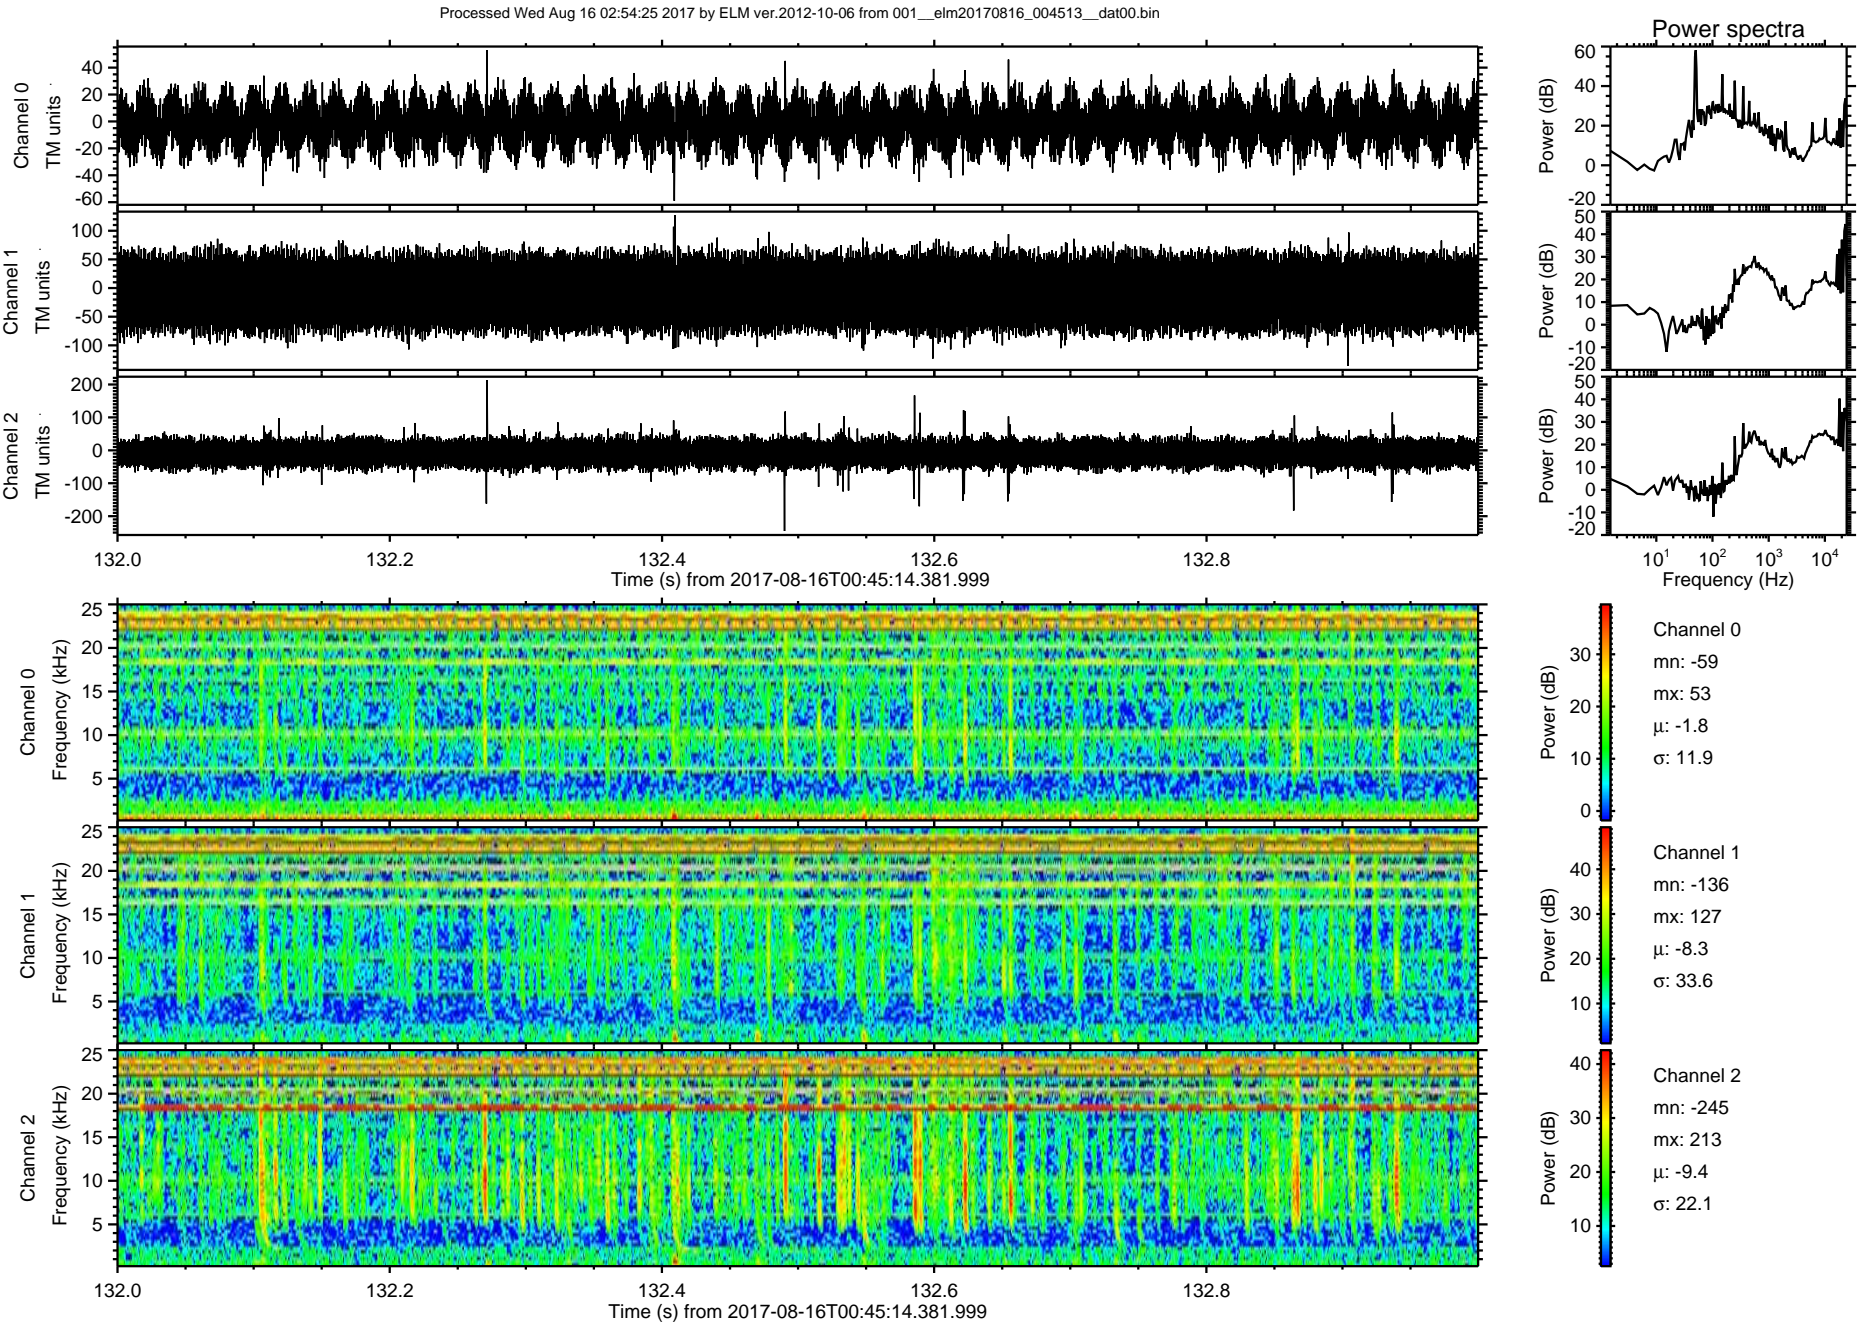 Processed Wed Aug 16 02:54:25 2017 by ELM ver.2012-10-06 from 001__elm20170816_004513__dat00.bin
Power spectra
Channel 0
TM units
40
20
0
-20
-40
-60
Power (dB)
60
40
20
0
-20
Channel 1
TM units
100
50
0
-50
-100
Power (dB)
50
40
30
20
10
0
-10
-20
Channel 2
TM units
200
100
0
-100
-200
Power (dB)
50
40
30
20
10
0
-10
-20
132.0 132.2 132.4 132.6 132.8
Time (s) from 2017-08-16T00:45:14.381.999
10^1 10^2 10^3 10^4
Frequency (Hz)
Channel 0
Frequency (kHz)
25
20
15
10
5
Power (dB)
30
20
10
0
Channel 0
mn: -59
mx: 53
μ: -1.8
σ: 11.9
Channel 1
Frequency (kHz)
25
20
15
10
5
Power (dB)
40
30
20
10
Channel 1
mn: -136
mx: 127
μ: -8.3
σ: 33.6
Channel 2
Frequency (kHz)
25
20
15
10
5
Power (dB)
40
30
20
10
Channel 2
mn: -245
mx: 213
μ: -9.4
σ: 22.1
132.0 132.2 132.4 132.6 132.8
Time (s) from 2017-08-16T00:45:14.381.999